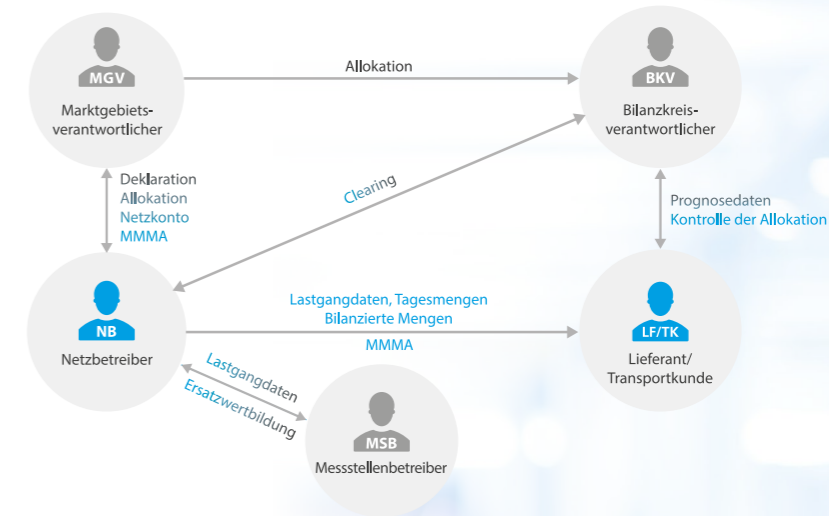 MGV
Marktgebiets-
verantwortlicher
Allokation
BKV
Bilanzkreis-
verantwortlicher
Deklaration
Allokation
Netzkonto
MMMA
Clearing
Prognosedaten
Kontrolle der Allokation
NB
Netzbetreiber
Lastgangdaten, Tagesmengen
Bilanzierte Mengen
MMMA
LF/TK
Lieferant/
Transportkunde
Lastgangdaten
Ersatzwertbildung
MSB
Messstellenbetreiber